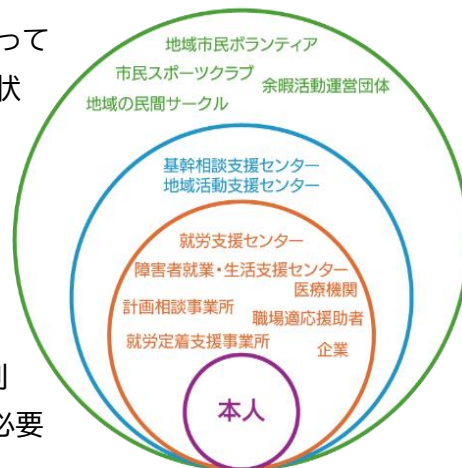 って
状
地域市民ボランティア
市民スポーツクラブ
余暇活動運営団体
地域の民間サークル
基幹相談支援センター
地域活動支援センター
就労支援センター
障害者就業・生活支援センター
医療機関
計画相談事業所
職場適応援助者
就労定着支援事業所
企業
本人
必要